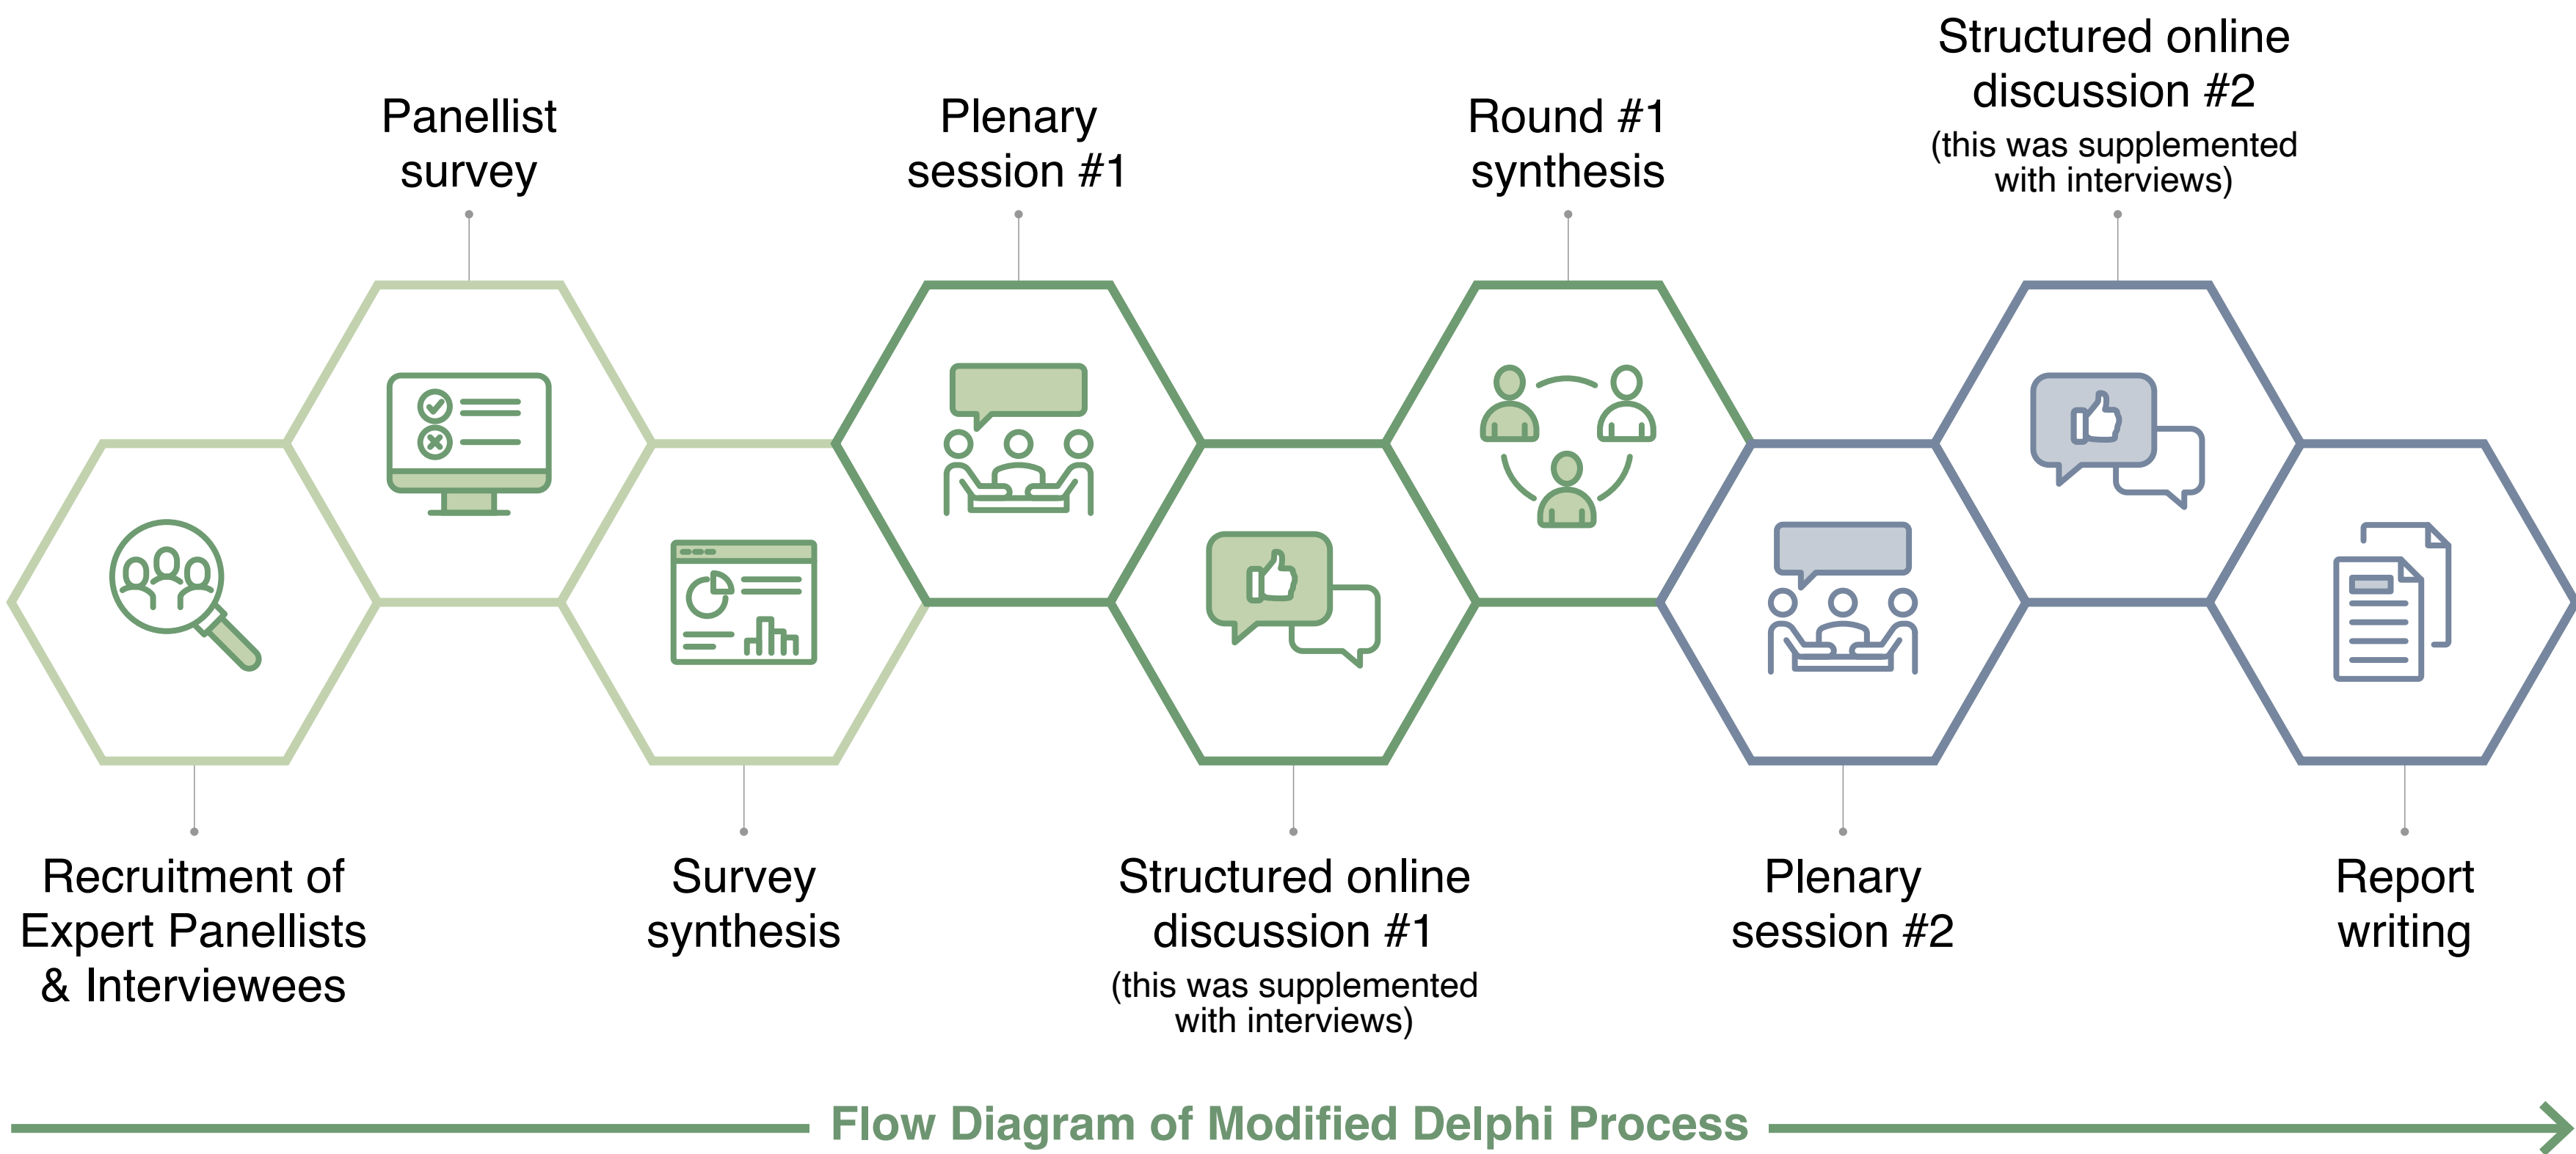 Structured online
discussion #2
(this was supplemented
with interviews)
Panellist
survey
Plenary
session #1
Round #1
synthesis
Recruitment of
Expert Panellists
& Interviewees
Survey
synthesis
Structured online
discussion #1
(this was supplemented
with interviews)
Plenary
session #2
Report
writing
Flow Diagram of Modified Delphi Process